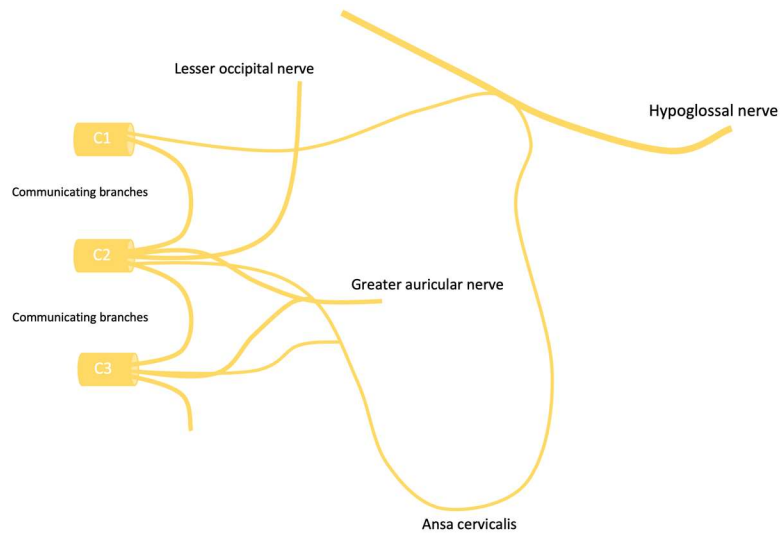 Lesser occipital nerve
Hypoglossal nerve
C1
Communicating branches
C2
Greater auricular nerve
Communicating branches
C3
Ansa cervicalis